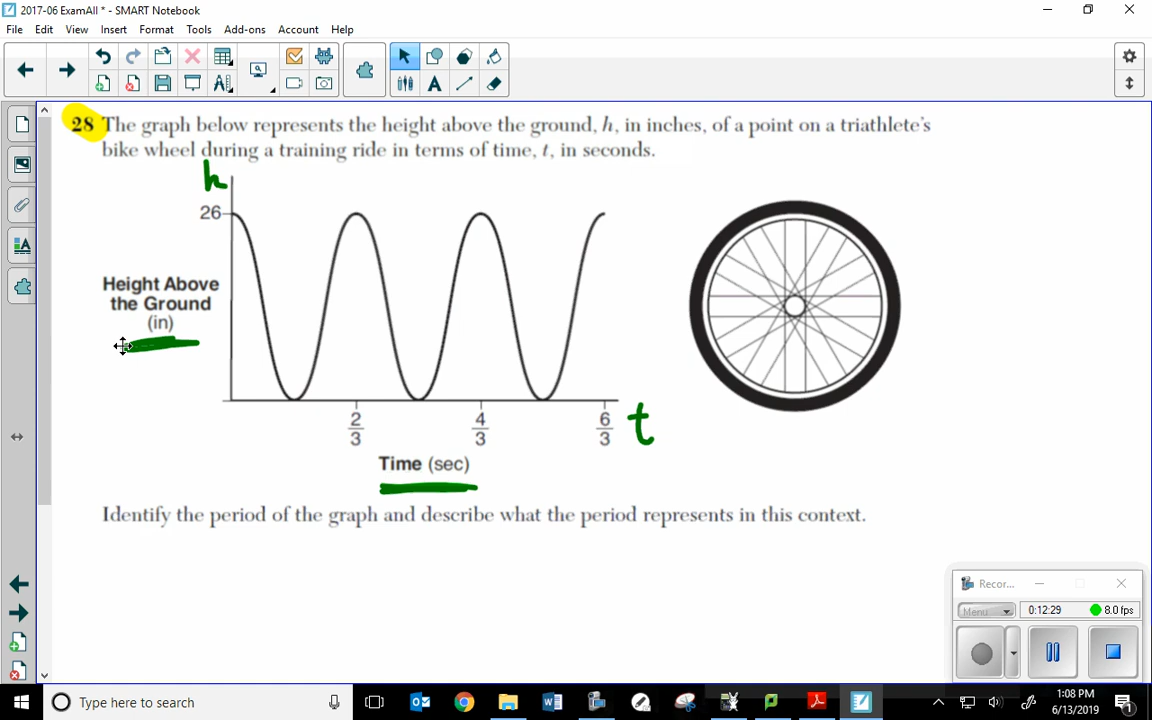 2017-06 ExamAll * - SMART Notebook
File Edit View Insert Format Tools Add-ons Account Help
28 The graph below represents the height above the ground, h, in inches, of a point on a triathlete's
bike wheel during a training ride in terms of time, t, in seconds.
h
26
Height Above
the Ground
(in)
2/3 4/3 6/3
t
Time (sec)
Identify the period of the graph and describe what the period represents in this context.
Recor...
Menu 0:12:29 8.0 fps
Type here to search
1:08 PM
6/13/2019
1